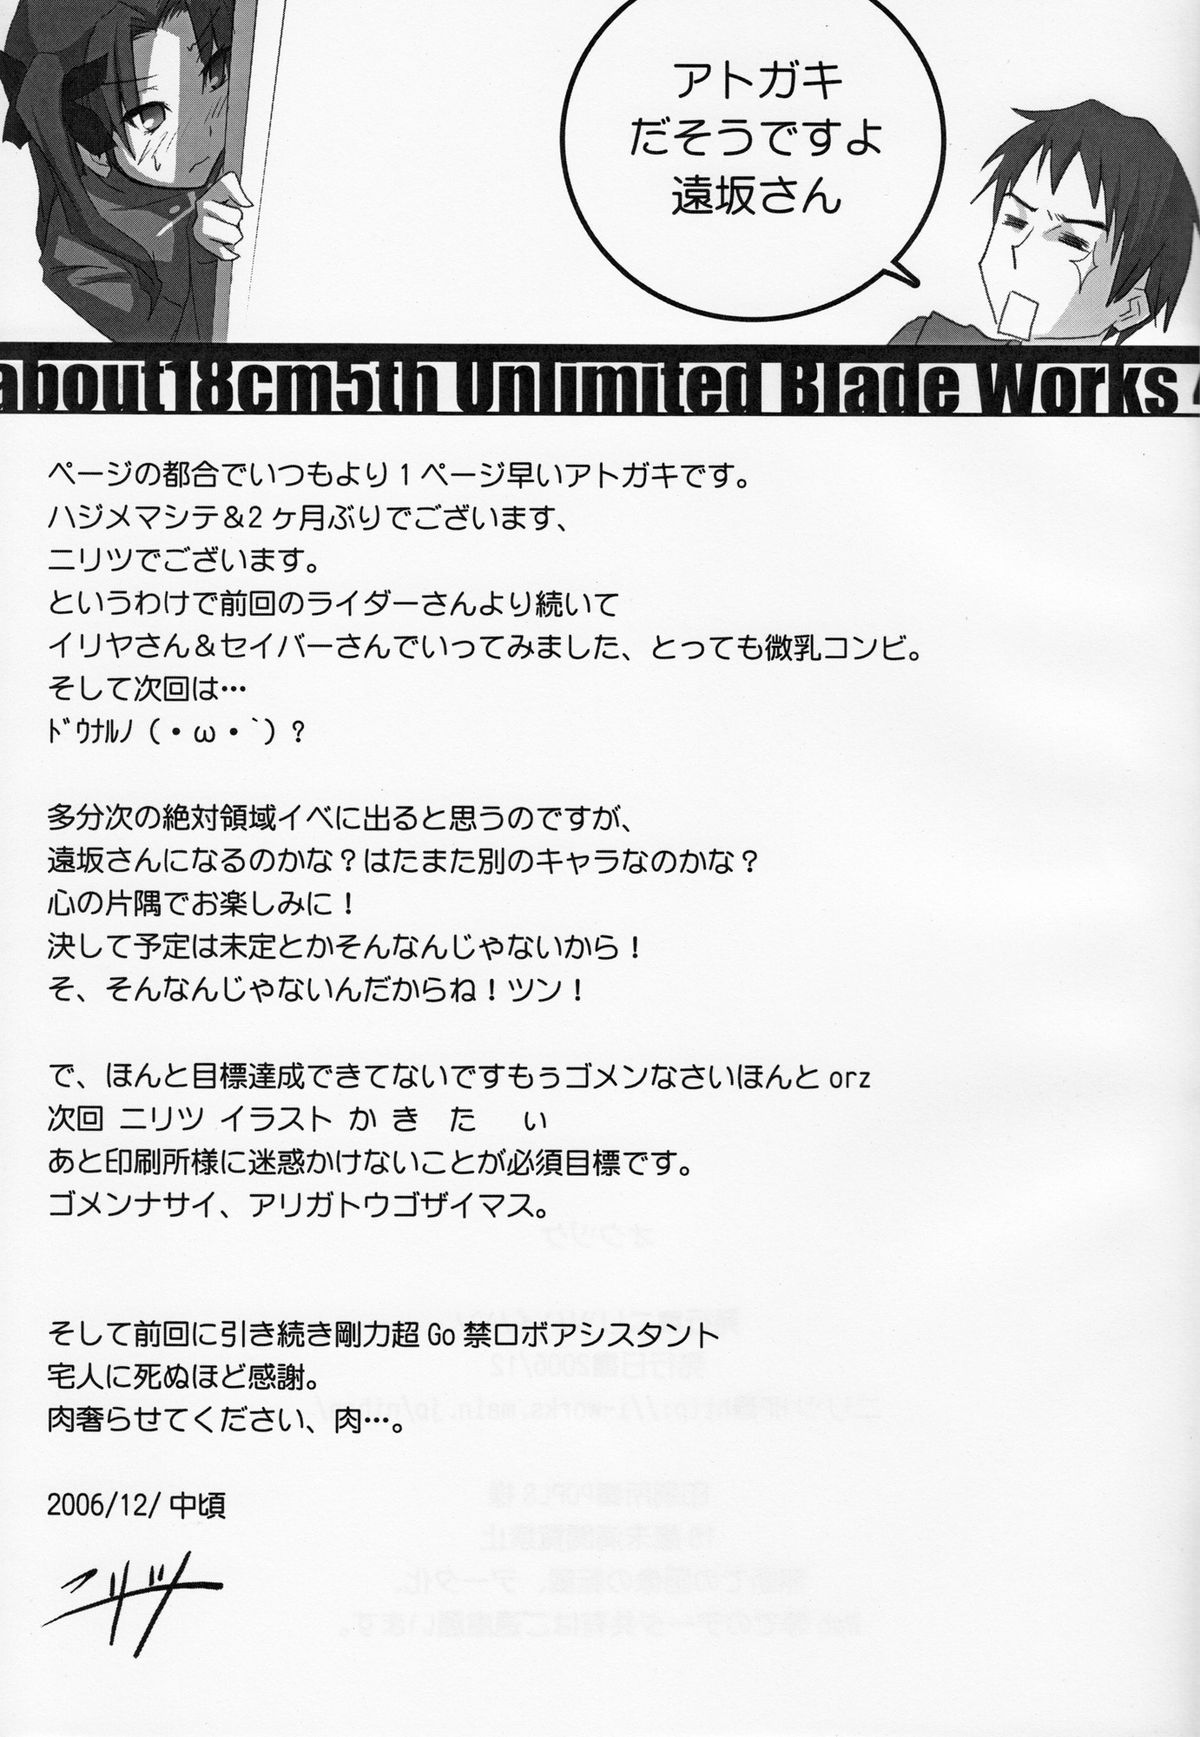 アトガキ
だそうですよ
遠坂さん
about18cm5th Unlimited Blade Works
ページの都合でいつもより1ページ早いアトガキです。
ハジメマシテ&2ヶ月ぶりでございます、
ニリツでございます。
というわけで前回のライダーさんより続いて
イリヤさん&セイバーさんでいってみました、とっても微乳コンビ。
そして次回は…
ﾄﾞｳﾅﾙﾉ(・ω・`)?
多分次の絶対領域イベに出ると思うのですが、
遠坂さんになるのかな?はたまた別のキャラなのかな?
心の片隅でお楽しみに!
決して予定は未定とかそんなんじゃないから!
そ、そんなんじゃないんだからね!ツン!
で、ほんと目標達成できてないですもぅゴメンなさいほんとorz
次回 ニリツ イラスト か き た い
あと印刷所様に迷惑かけないことが必須目標です。
ゴメンナサイ、アリガトウゴザイマス。
そして前回に引き続き剛力超Go禁ロボアシスタント
宅人に死ぬほど感謝。
肉奢らせてください、肉…。
2006/12/中頃
ニリツ